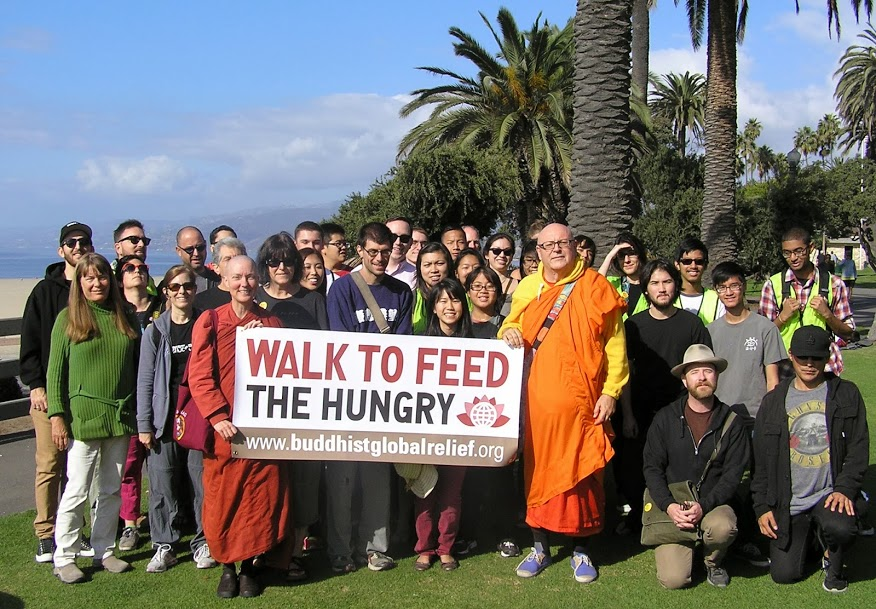 WALK TO FEED
THE HUNGRY
www.buddhistglobalrelief.org